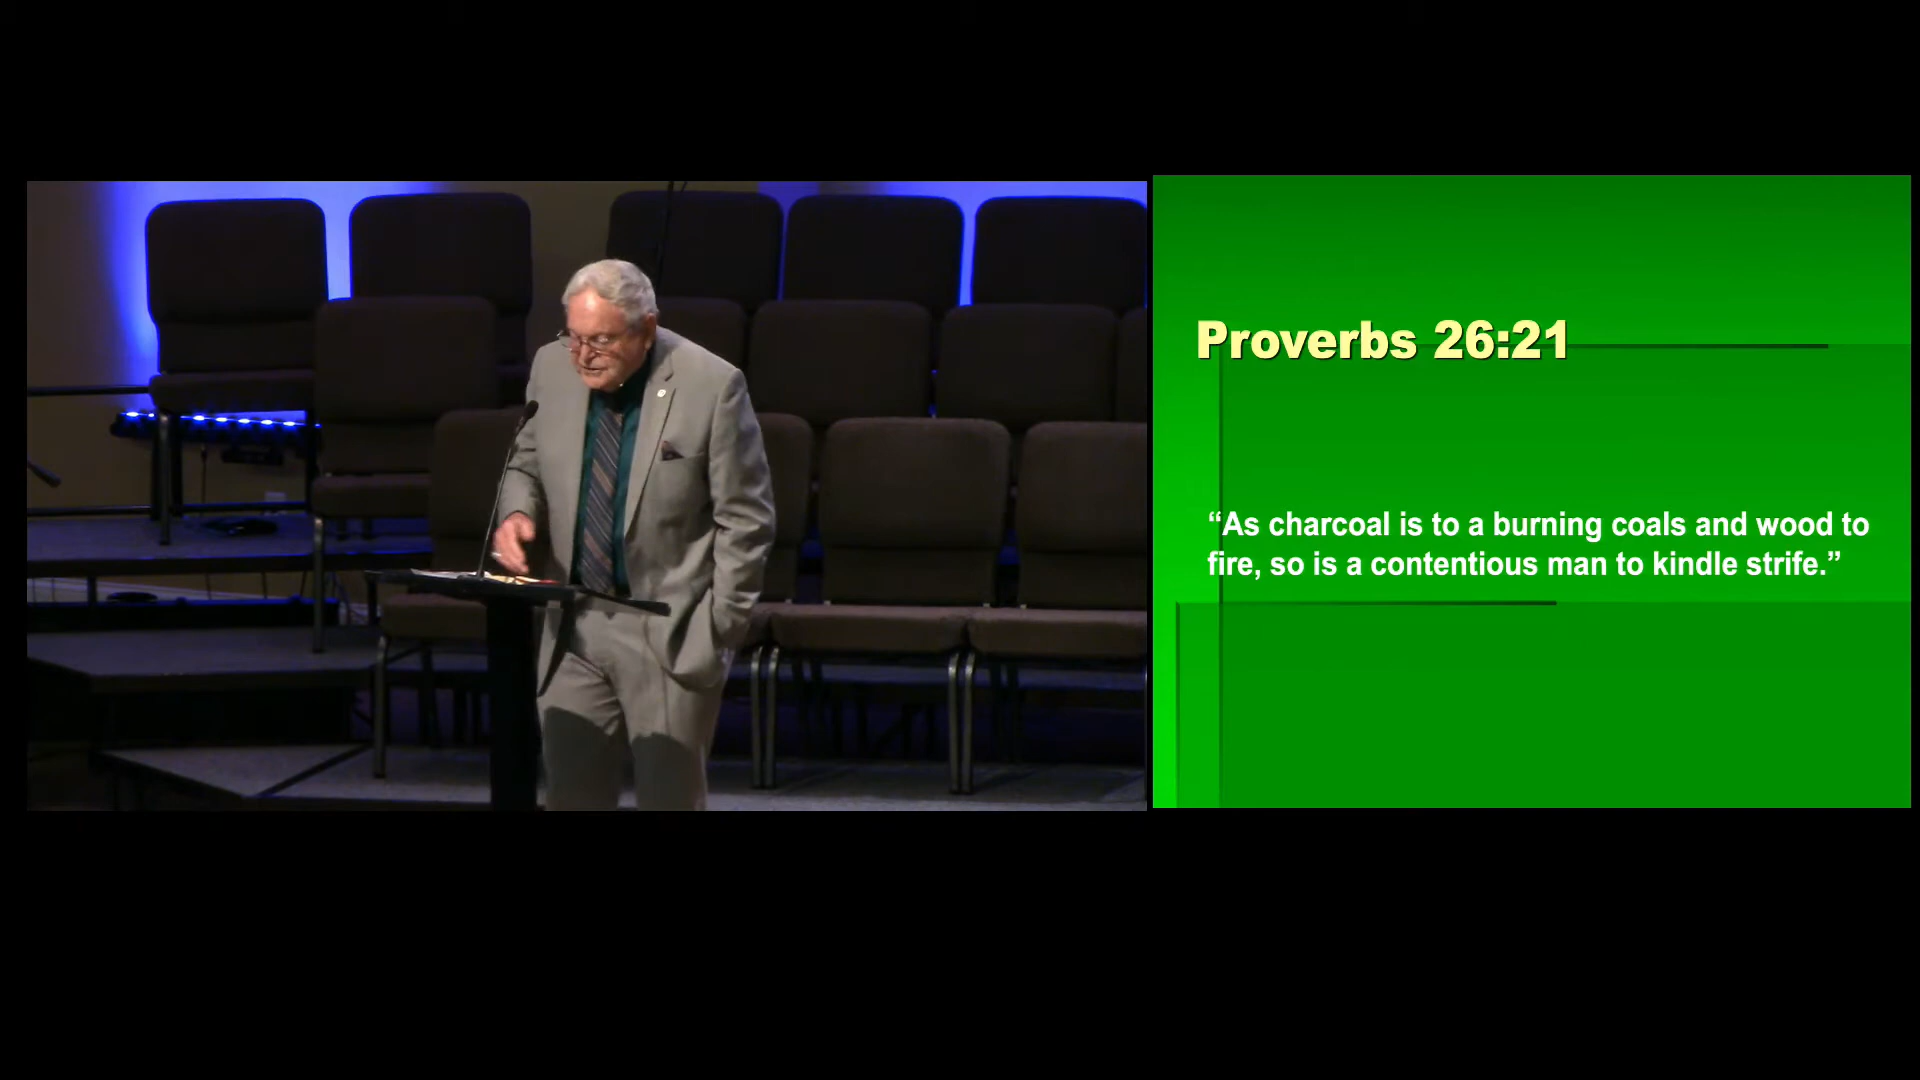 Proverbs 26:21
“As charcoal is to a burning coals and wood to
fire, so is a contentious man to kindle strife.”